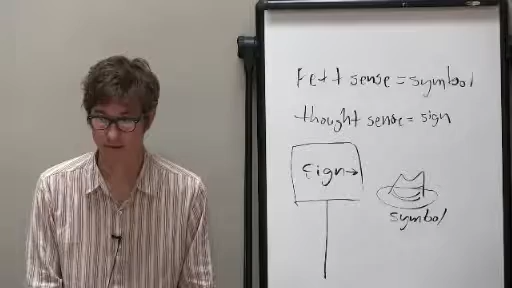 Felt sense = symbol
thought sense = sign
sign →
symbol